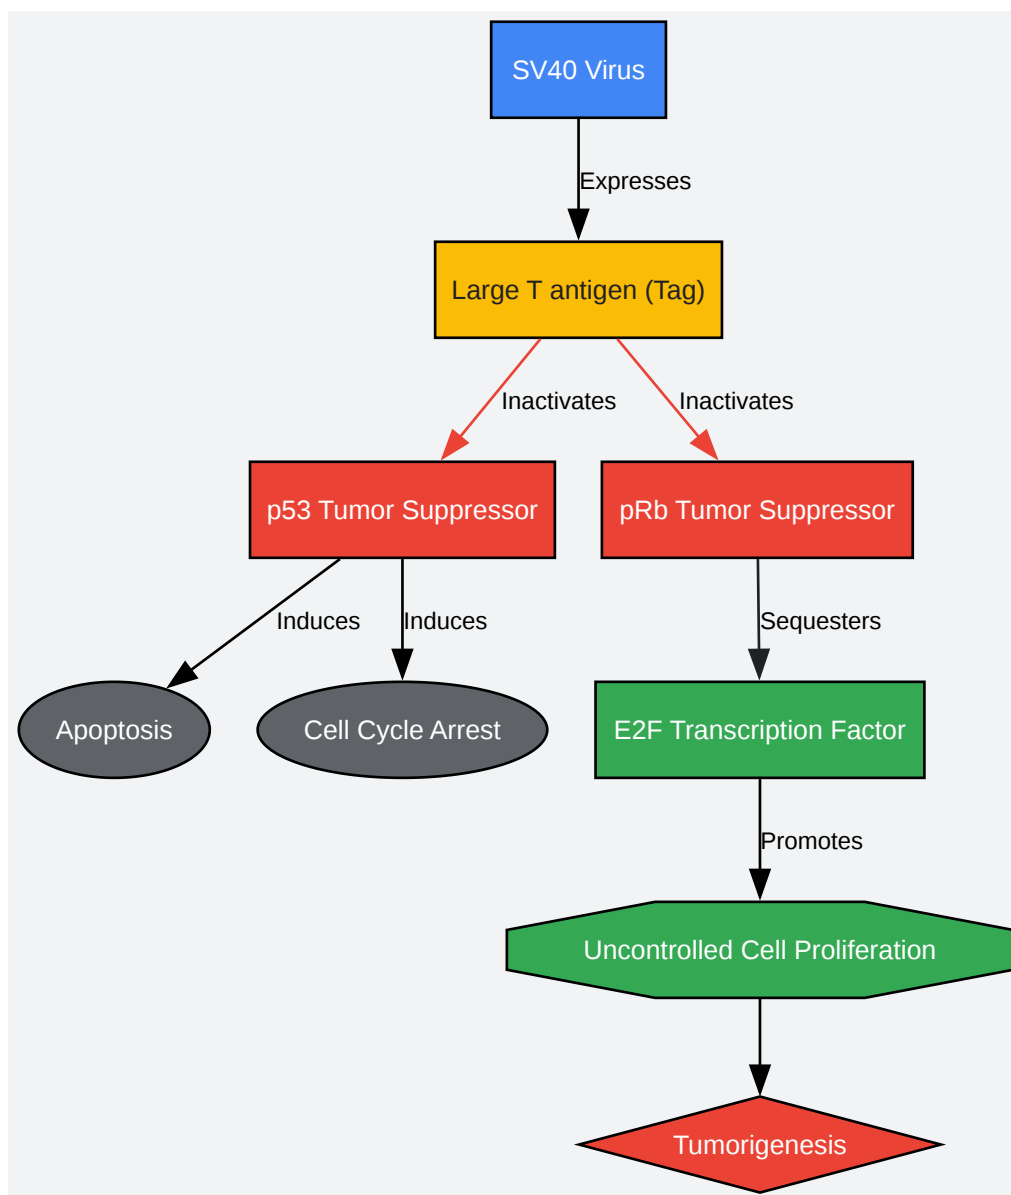 SV40 Virus
Expresses
Large T antigen (Tag)
Inactivates
Inactivates
p53 Tumor Suppressor
pRb Tumor Suppressor
Induces
Induces
Sequesters
Apoptosis
Cell Cycle Arrest
E2F Transcription Factor
Promotes
Uncontrolled Cell Proliferation
Tumorigenesis